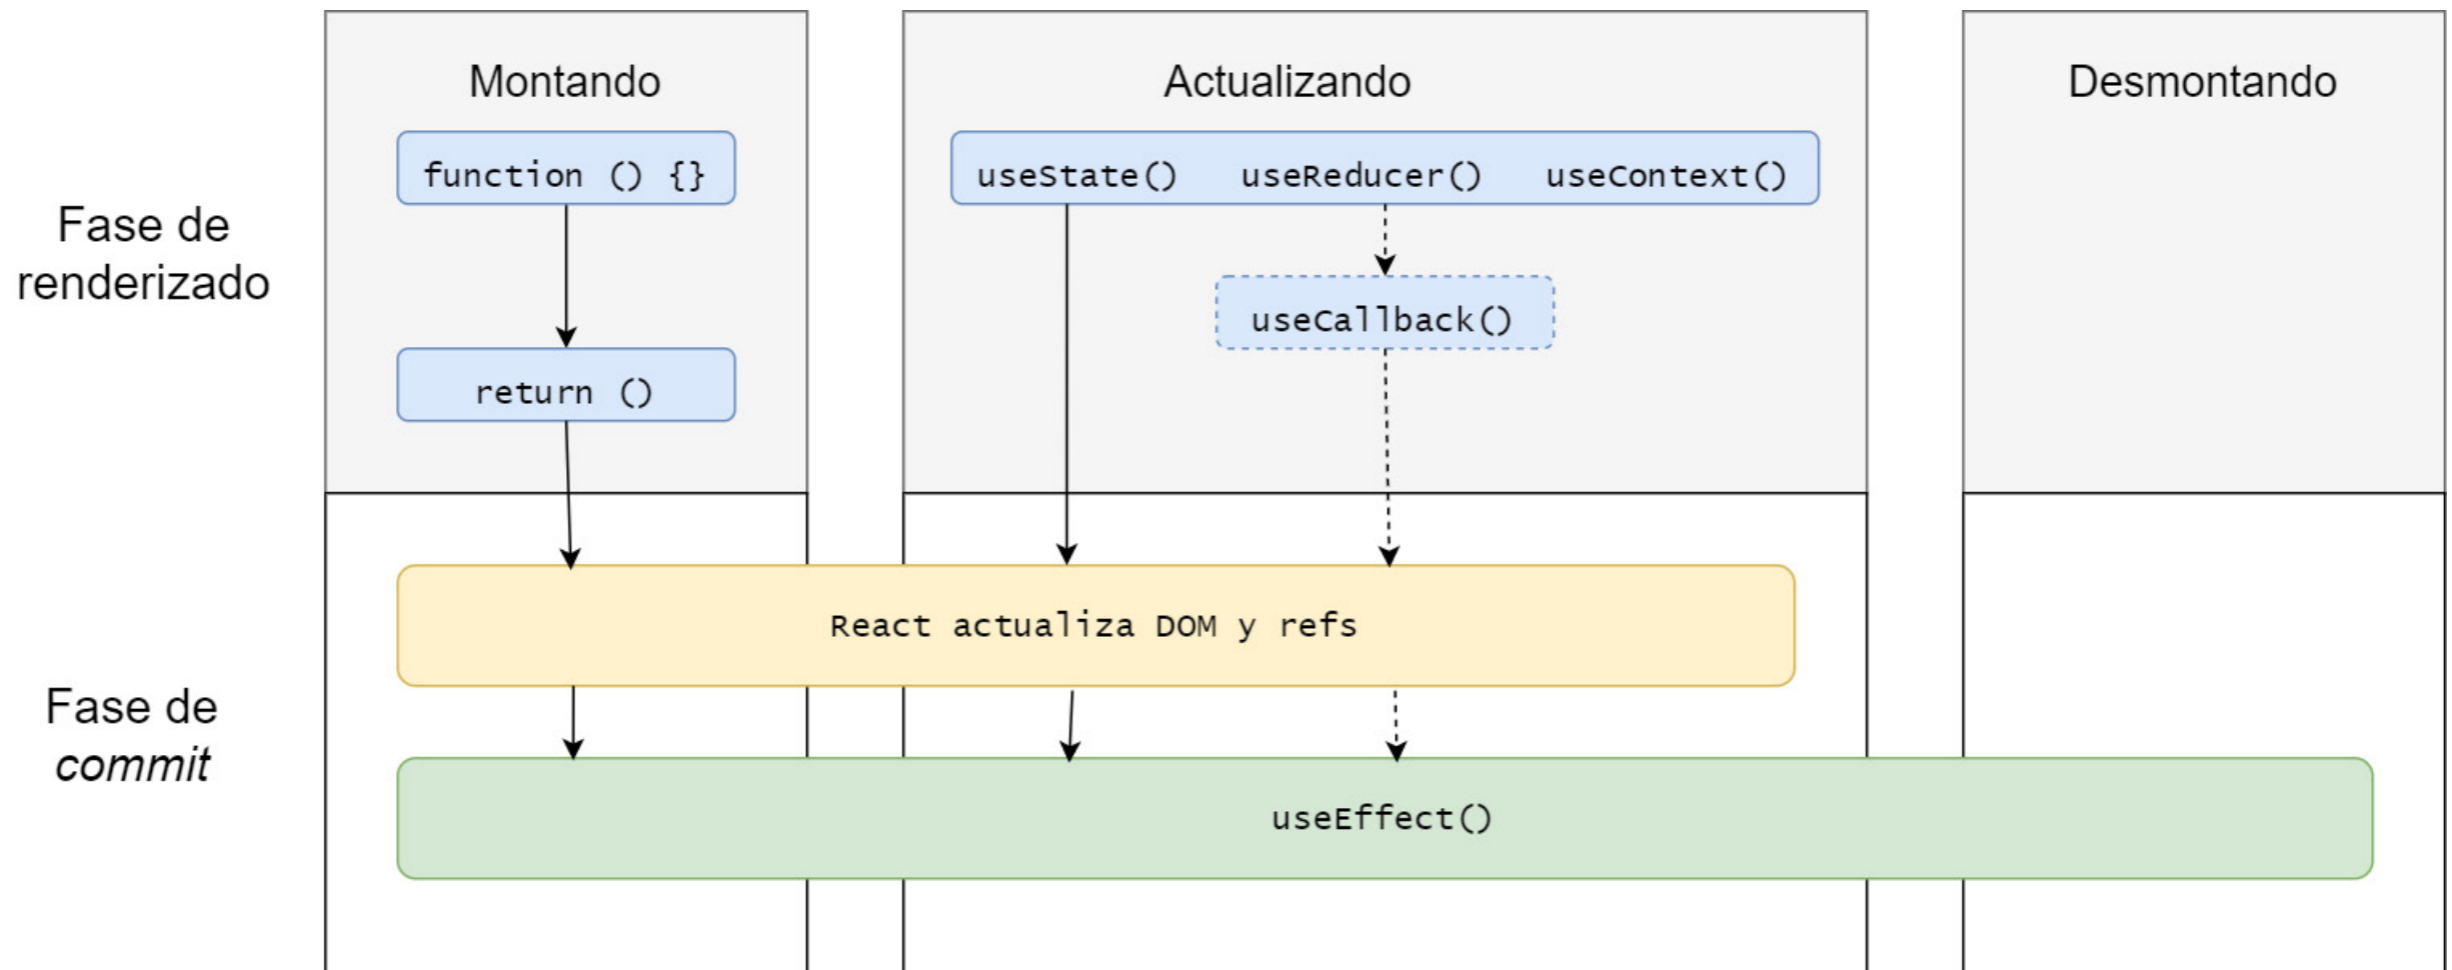 Montando
Actualizando
Desmontando
function () {}
useState() useReducer() useContext()
Fase de
renderizado
useCallback()
return ()
React actualiza DOM y refs
Fase de
commit
useEffect()